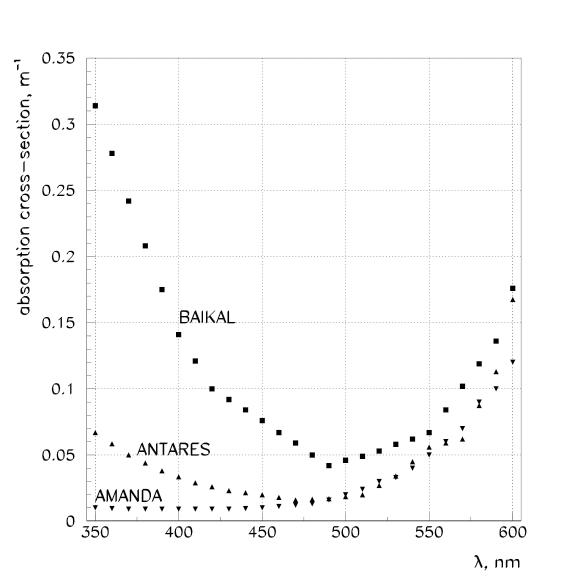 0.35
absorption cross-section, m⁻¹
0.3
0.25
0.2
BAIKAL
0.15
0.1
ANTARES
0.05
AMANDA
0
350 400 450 500 550 600
λ, nm